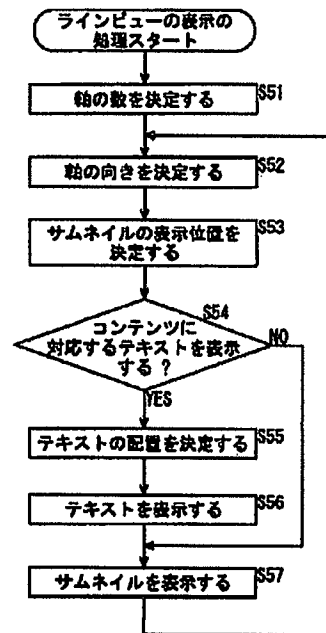 ラインビューの表示の
処理スタート
軸の数を決定する
S51
軸の向きを決定する
S52
サムネイルの表示位置を
決定する
S53
S54
コンテンツに
対応するテキストを表示
する ?
NO
YES
テキストの配置を決定する
S55
テキストを表示する
S56
サムネイルを表示する
S57